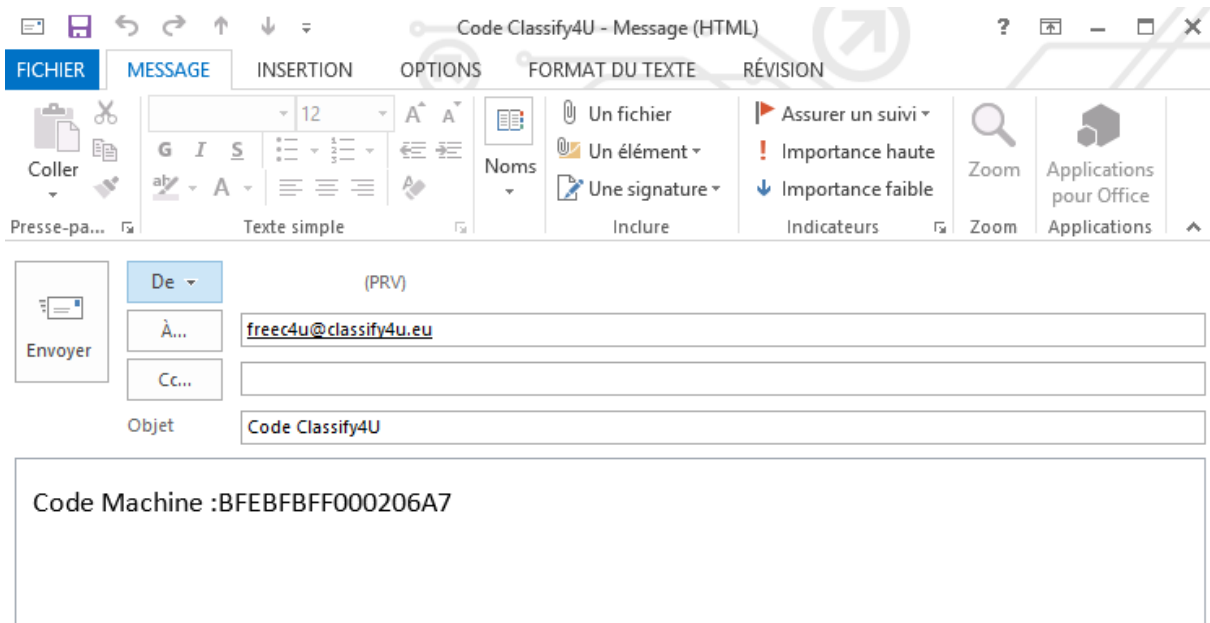 Code Classify4U - Message (HTML)
?
FICHIER MESSAGE INSERTION OPTIONS FORMAT DU TEXTE RÉVISION
Coller
12
A A
G I S
aby A
Presse-pa...
Texte simple
Noms
Un fichier
Un élément
Une signature
Inclure
Assurer un suivi
! Importance haute
Importance faible
Indicateurs
Zoom
Zoom
Applications
pour Office
Applications
Envoyer
De (PRV)
À... freec4u@classify4u.eu
Cc...
Objet Code Classify4U
Code Machine :BFEBFBFF000206A7